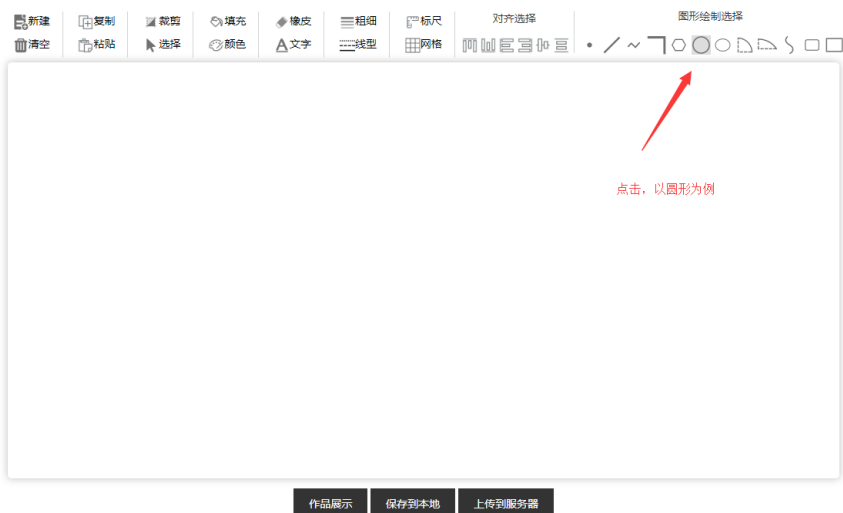 新建 复制 裁剪 填充 橡皮 粗细 标尺 对齐选择 图形绘制选择
清空 粘贴 选择 颜色 A文字 线型 网格
点击，以圆形为例
作品展示 保存到本地 上传到服务器